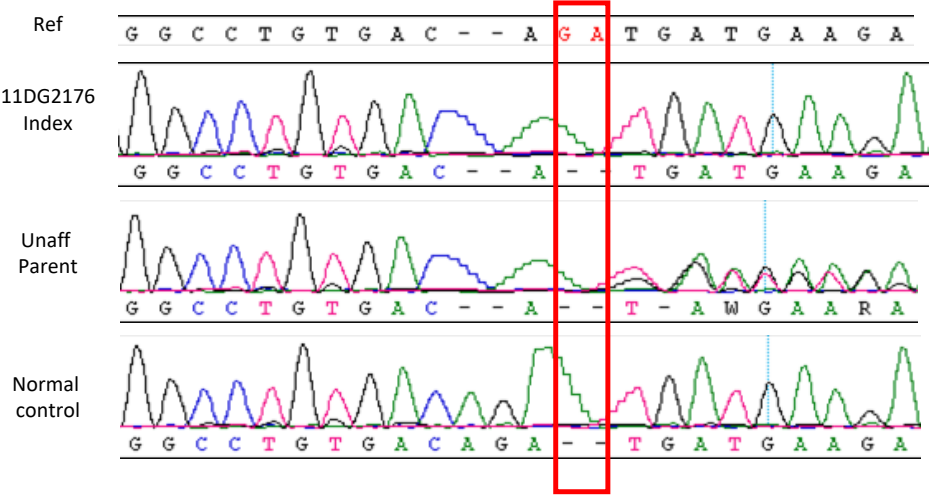 Ref
G G C C T G T G A C - - A G A T G A T G A A G A
11DG2176
Index
G G C C T G T G A C - - A - - T G A T G A A G A
Unaff
Parent
G G C C T G T G A C - - A - - T - A W G A A R A
Normal
control
G G C C T G T G A C A G A - - T G A T G A A G A